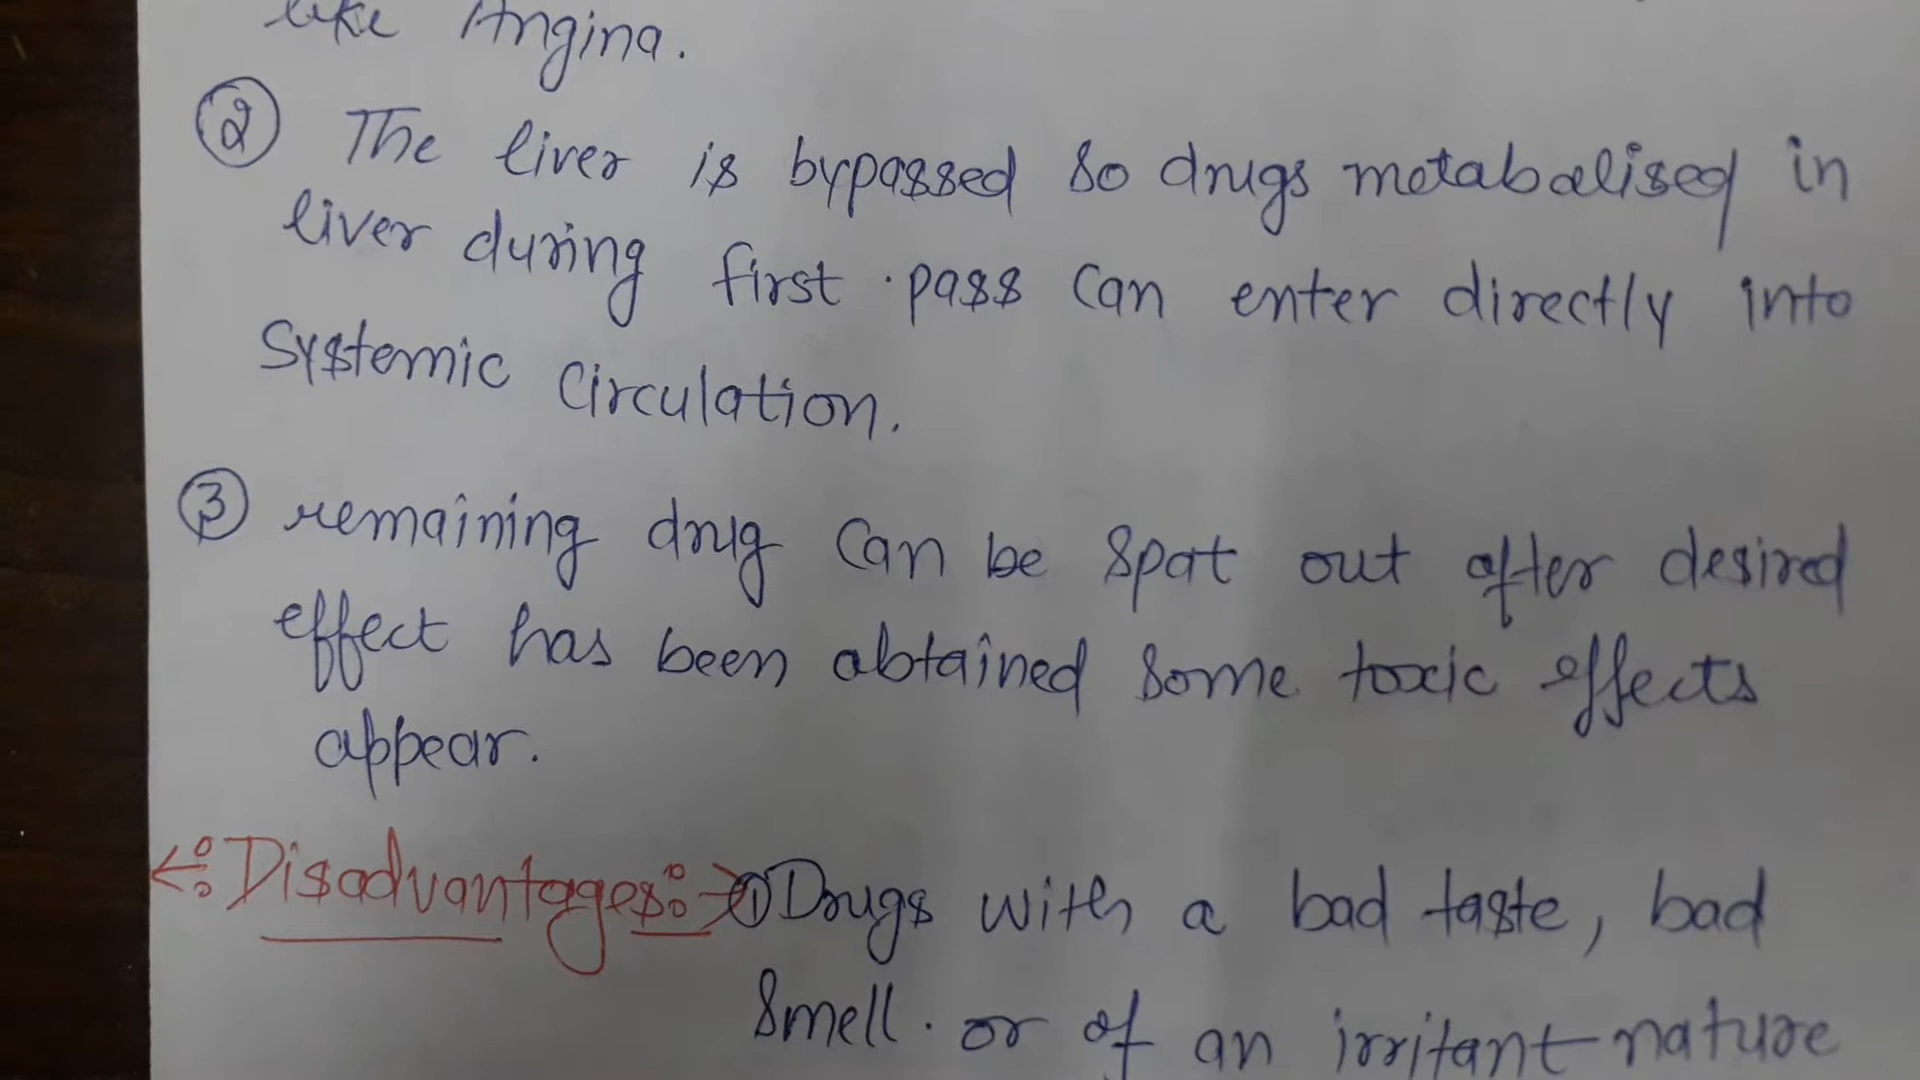 like Angina.
② The liver is bypassed so drugs metabalised in
liver during first pass can enter directly into
Systemic Circulation.
③ remaining drug can be spat out after desired
effect has been abtained some toxic effects
appear.
Disadvantages:→ ① Drugs with a bad taste, bad
smell. or of an irritant nature